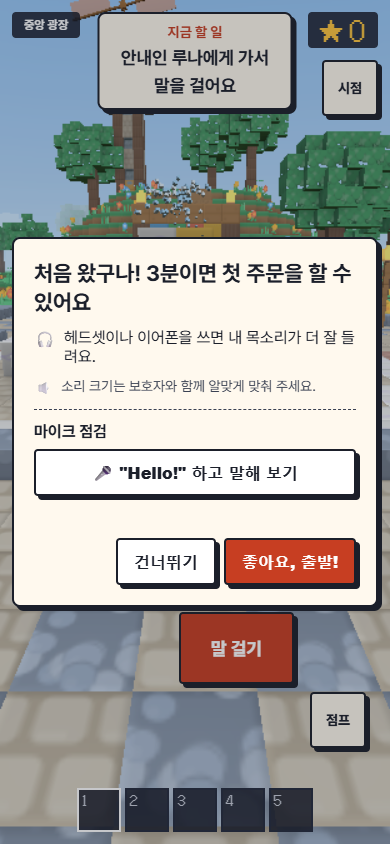 중앙 광장
지금 할 일
안내인 루나에게 가서
말을 걸어요
0
시점
처음 왔구나! 3분이면 첫 주문을 할 수
있어요
헤드셋이나 이어폰을 쓰면 내 목소리가 더 잘 들
려요.
소리 크기는 보호자와 함께 알맞게 맞춰 주세요.
마이크 점검
"Hello!" 하고 말해 보기
건너뛰기
좋아요, 출발!
말 걸기
점프
1 2 3 4 5